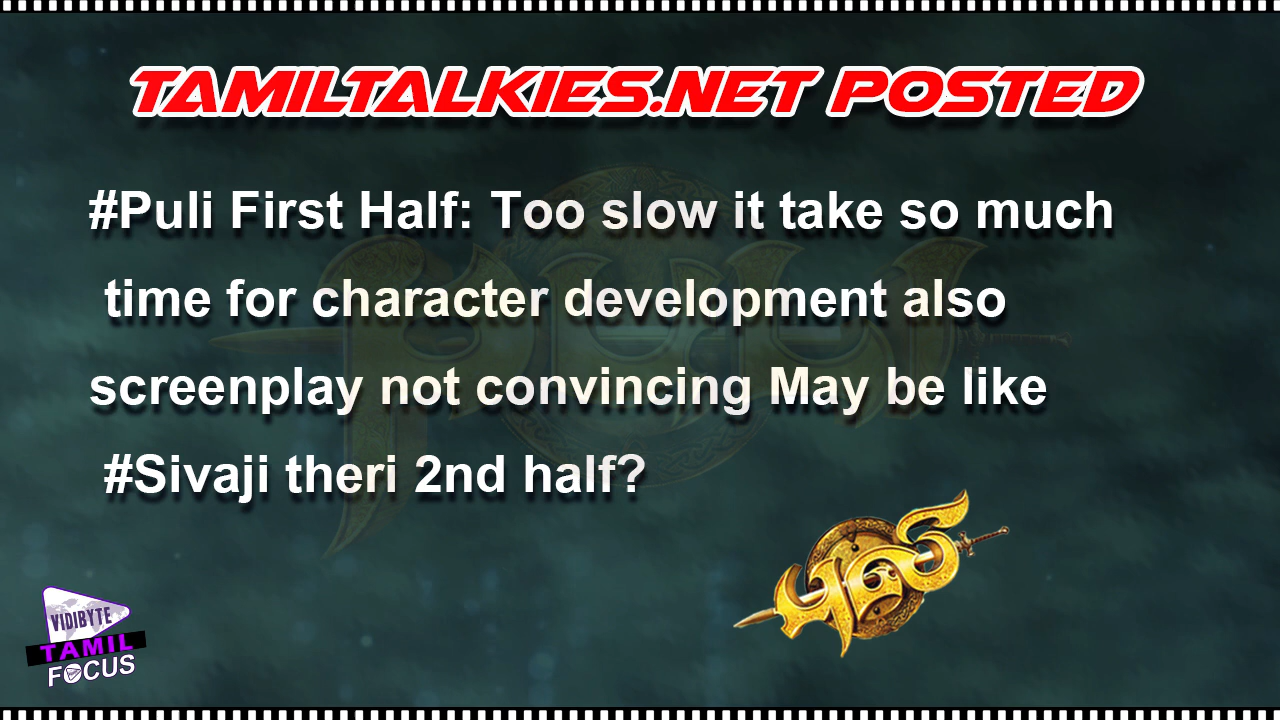 TAMILTALKIES.NET POSTED
#Puli First Half: Too slow it take so much
time for character development also
screenplay not convincing May be like
#Sivaji theri 2nd half?
புலி
VIDIBYTE
TAMIL
FOCUS